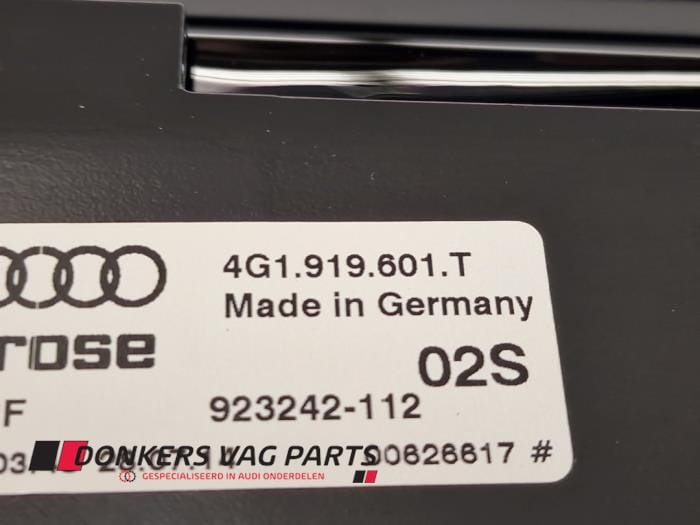 4G1.919.601.T
Made in Germany
rose
02S
F
923242-112
00626617 #
DONKERS VAG PARTS
GESPECIALISEERD IN AUDI ONDERDELEN